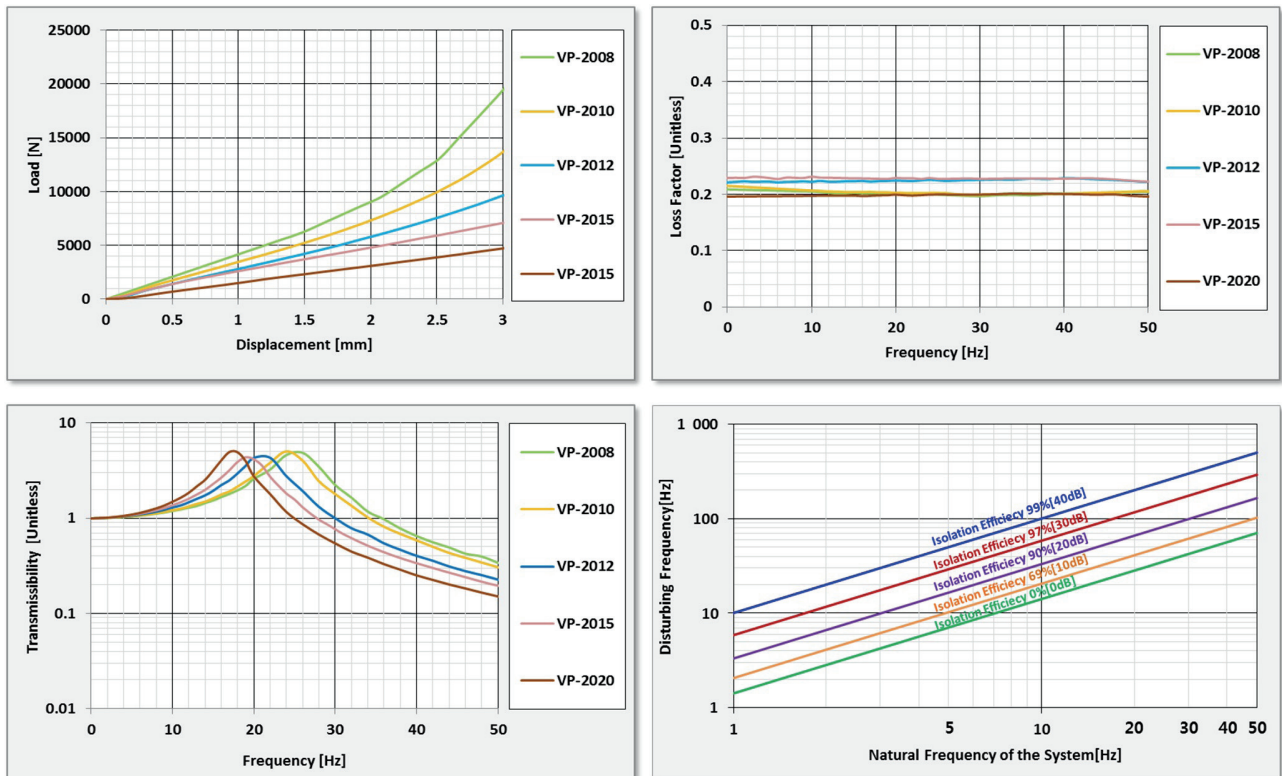 25000
20000
15000
10000
5000
0
Load [N]
0 0.5 1 1.5 2 2.5 3
Displacement [mm]
VP-2008
VP-2010
VP-2012
VP-2015
VP-2015
0.5
0.4
0.3
0.2
0.1
0
Loss Factor [Unitless]
0 10 20 30 40 50
Frequency [Hz]
VP-2008
VP-2010
VP-2012
VP-2015
VP-2020
10
1
0.1
0.01
Transmissibility [Unitless]
0 10 20 30 40 50
Frequency [Hz]
VP-2008
VP-2010
VP-2012
VP-2015
VP-2020
1 000
100
10
1
Disturbing Frequency[Hz]
Isolation Efficiecy 99%[40dB]
Isolation Efficiecy 97%[30dB]
Isolation Efficiecy 90%[20dB]
Isolation Efficiecy 69%[10dB]
Isolation Efficiecy 0%[0dB]
1 5 10 20 30 40 50
Natural Frequency of the System[Hz]